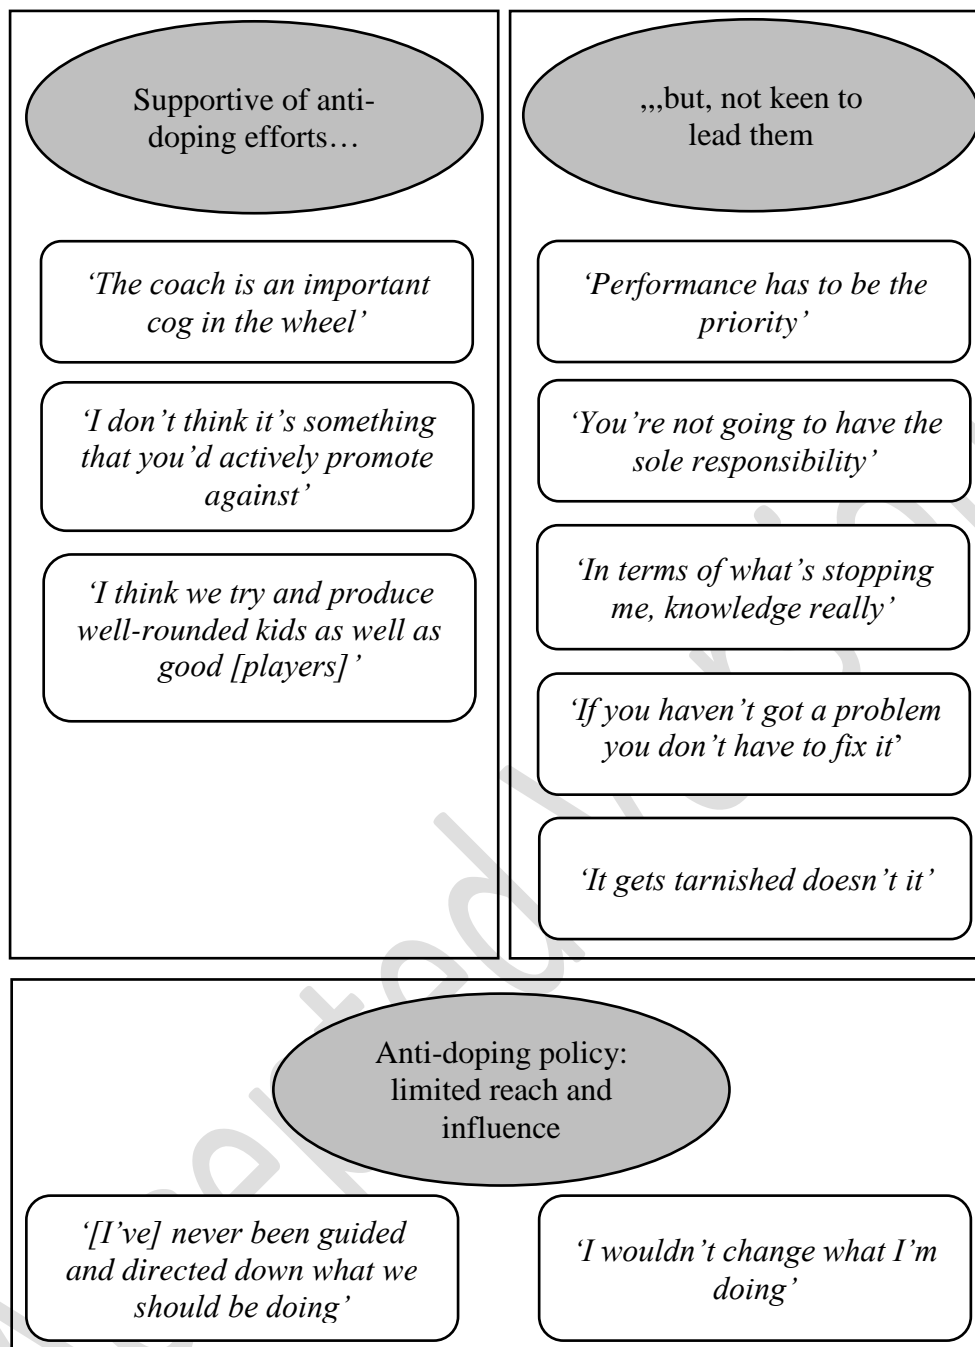 Supportive of anti-
doping efforts…
‚‚‚but, not keen to
lead them
‘The coach is an important
cog in the wheel’
‘I don’t think it’s something
that you’d actively promote
against’
‘I think we try and produce
well-rounded kids as well as
good [players]’
‘Performance has to be the
priority’
‘You’re not going to have the
sole responsibility’
‘In terms of what’s stopping
me, knowledge really’
‘If you haven’t got a problem
you don’t have to fix it’
‘It gets tarnished doesn’t it’
Anti-doping policy:
limited reach and
influence
‘[I’ve] never been guided
and directed down what we
should be doing’
‘I wouldn’t change what I’m
doing’